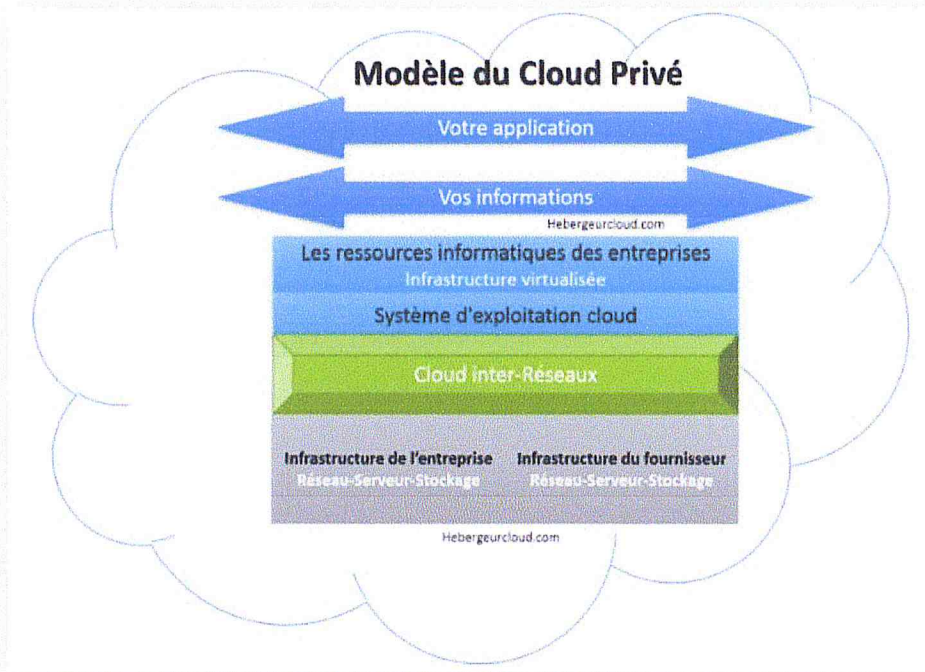 Modèle du Cloud Privé
Votre application
Vos informations
Hebergeurcloud.com
Les ressources informatiques des entreprises
Infrastructure virtualisée
Système d'exploitation cloud
Cloud inter-Réseaux
Infrastructure de l'entreprise Infrastructure du fournisseur
Réseau-Serveur-Stockage Réseau-Serveur-Stockage
Hebergeurcloud.com